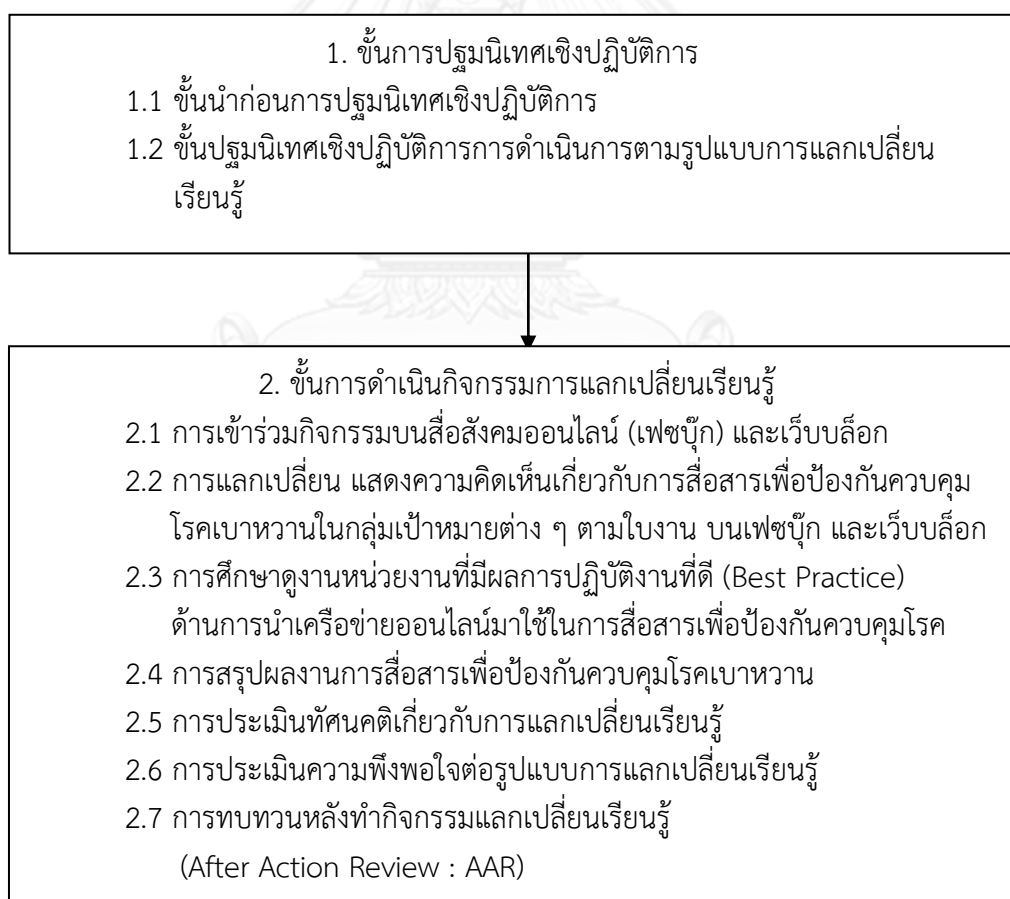 1. ขั้นการปฐมนิเทศเชิงปฏิบัติการ
1.1 ขั้นนำก่อนการปฐมนิเทศเชิงปฏิบัติการ
1.2 ขั้นปฐมนิเทศเชิงปฏิบัติการการดำเนินการตามรูปแบบการแลกเปลี่ยน
เรียนรู้
2. ขั้นการดำเนินกิจกรรมการแลกเปลี่ยนเรียนรู้
2.1 การเข้าร่วมกิจกรรมบนสื่อสังคมออนไลน์ (เฟซบุ๊ก) และเว็บบล็อก
2.2 การแลกเปลี่ยน แสดงความคิดเห็นเกี่ยวกับการสื่อสารเพื่อป้องกันควบคุม
โรคเบาหวานในกลุ่มเป้าหมายต่าง ๆ ตามใบงาน บนเฟซบุ๊ก และเว็บบล็อก
2.3 การศึกษาดูงานหน่วยงานที่มีผลการปฏิบัติงานที่ดี (Best Practice)
ด้านการนำเครือข่ายออนไลน์มาใช้ในการสื่อสารเพื่อป้องกันควบคุมโรค
2.4 การสรุปผลงานการสื่อสารเพื่อป้องกันควบคุมโรคเบาหวาน
2.5 การประเมินทัศนคติเกี่ยวกับการแลกเปลี่ยนเรียนรู้
2.6 การประเมินความพึงพอใจต่อรูปแบบการแลกเปลี่ยนเรียนรู้
2.7 การทบทวนหลังทำกิจกรรมแลกเปลี่ยนเรียนรู้
(After Action Review : AAR)